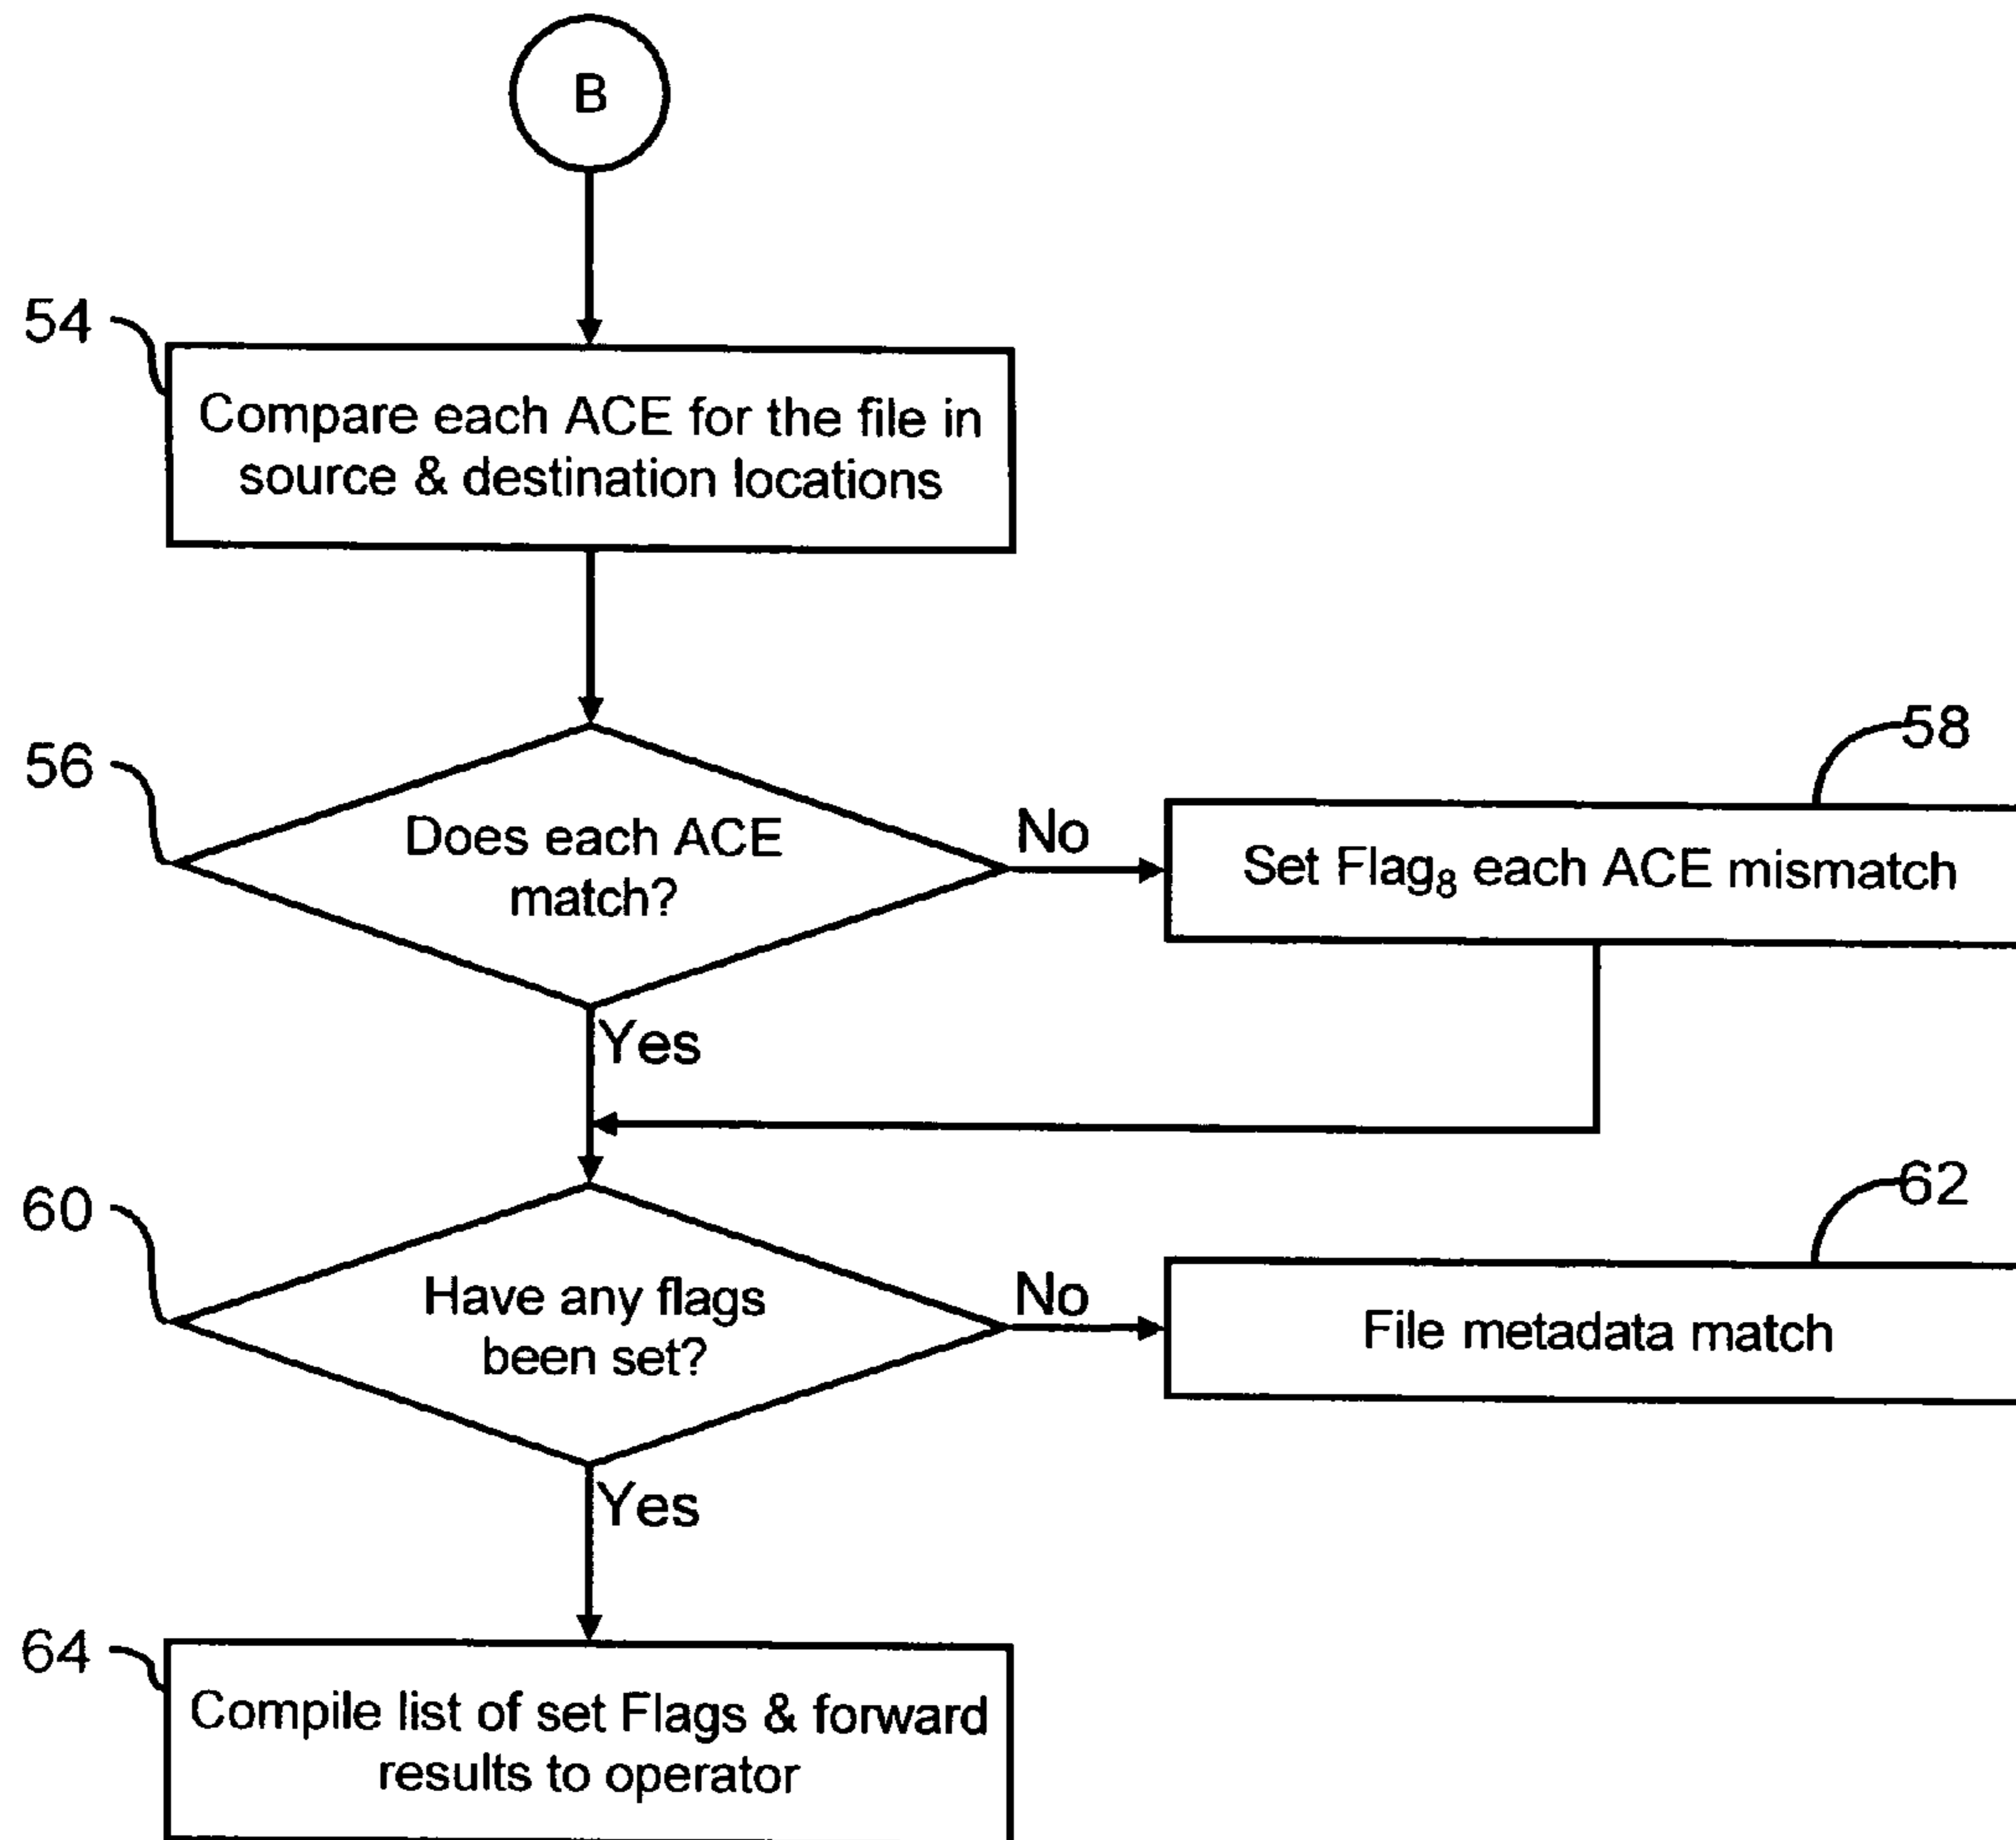 B
54
Compare each ACE for the file in
source & destination locations
56
Does each ACE
match?
No
58
Set Flag₈ each ACE mismatch
Yes
60
Have any flags
been set?
No
62
File metadata match
Yes
64
Compile list of set Flags & forward
results to operator